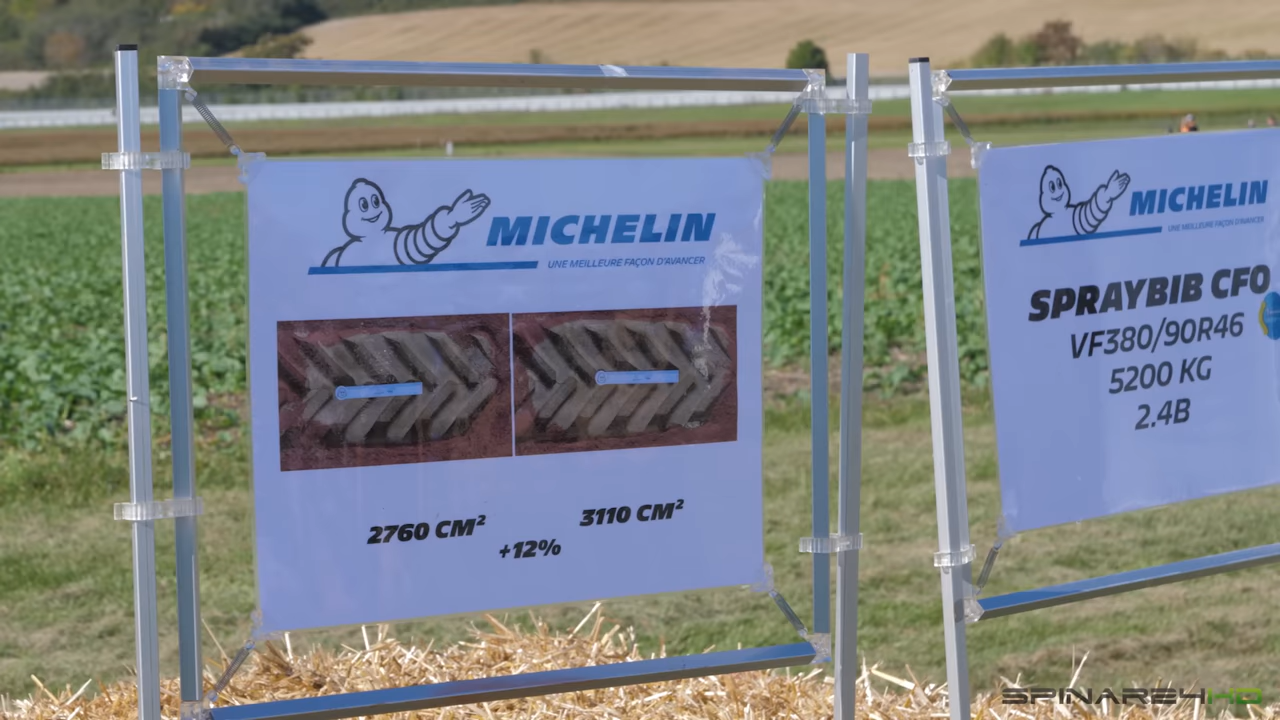 MICHELIN
UNE MEILLEURE FAÇON D'AVANCER
2760 CM²
3110 CM²
+12%
MICHELIN
UNE MEILLEURE FAÇON D'AVANCER
SPRAYBIB CFO
VF380/90R46
5200 KG
2.4B
SPINAREYHD